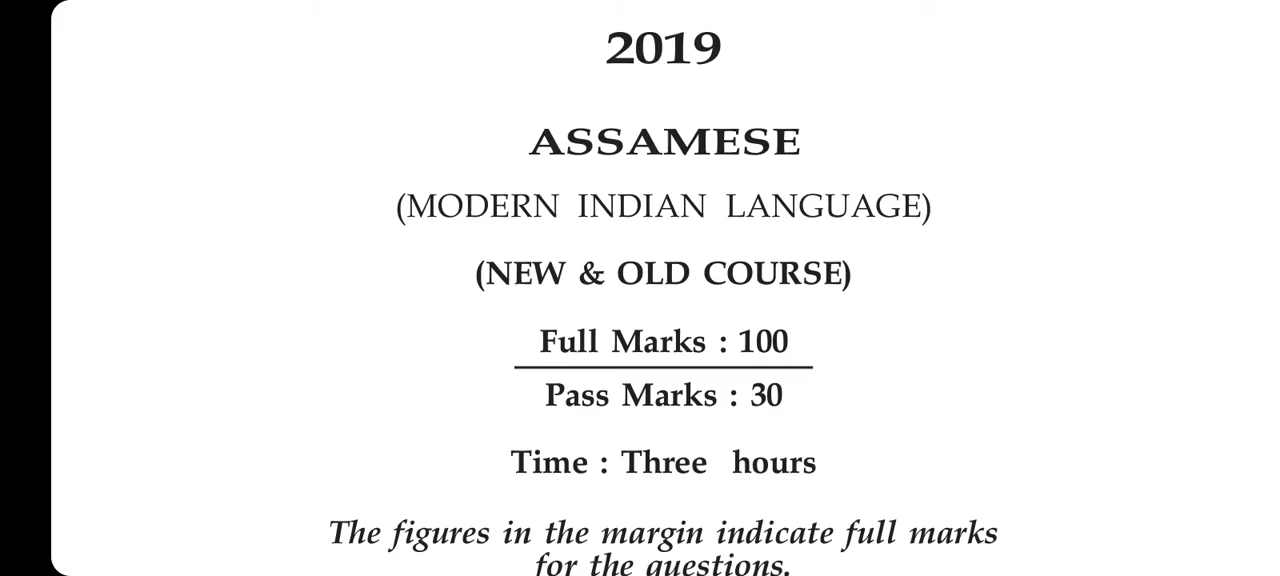 2019
ASSAMESE
(MODERN INDIAN LANGUAGE)
(NEW & OLD COURSE)
Full Marks : 100
Pass Marks : 30
Time : Three hours
The figures in the margin indicate full marks
for the questions.